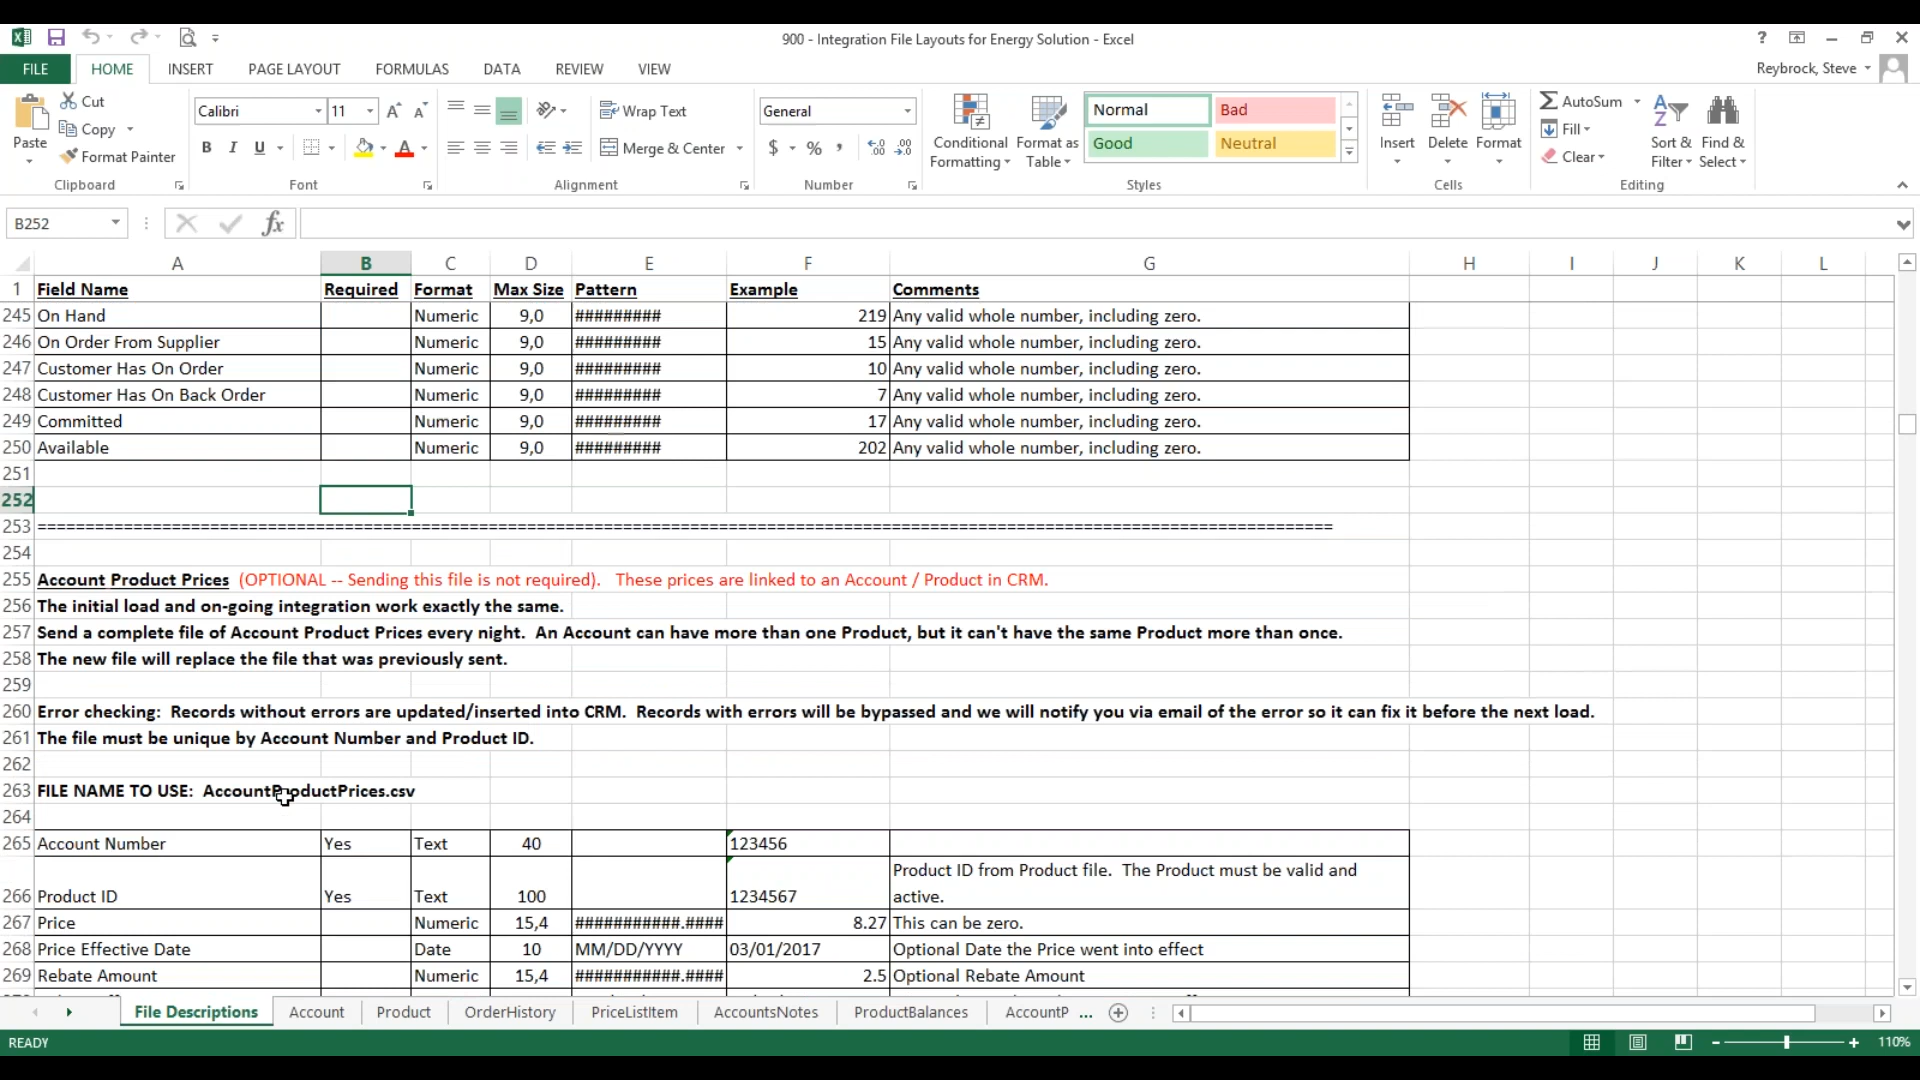 900 - Integration File Layouts for Energy Solution - Excel
?
FILE HOME INSERT PAGE LAYOUT FORMULAS DATA REVIEW VIEW Reybrock, Steve
Paste Cut Copy Format Painter
Clipboard
Calibri 11 A A
B I U A
Font
Wrap Text
Merge & Center
Alignment
General
$ % , .00
Number
Conditional Formatting
Format as Table
Normal Bad
Good Neutral
Styles
Insert Delete Format
Cells
AutoSum
Fill
Clear
Sort & Filter
Find & Select
Editing
B252 fx
A B C D E F G H I J K L
1 Field Name Required Format Max Size Pattern Example Comments
245 On Hand Numeric 9,0 ######### 219 Any valid whole number, including zero.
246 On Order From Supplier Numeric 9,0 ######### 15 Any valid whole number, including zero.
247 Customer Has On Order Numeric 9,0 ######### 10 Any valid whole number, including zero.
248 Customer Has On Back Order Numeric 9,0 ######### 7 Any valid whole number, including zero.
249 Committed Numeric 9,0 ######### 17 Any valid whole number, including zero.
250 Available Numeric 9,0 ######### 202 Any valid whole number, including zero.
251
252
253 ====================================================================================================
254
255 Account Product Prices (OPTIONAL -- Sending this file is not required). These prices are linked to an Account / Product in CRM.
256 The initial load and on-going integration work exactly the same.
257 Send a complete file of Account Product Prices every night. An Account can have more than one Product, but it can't have the same Product more than once.
258 The new file will replace the file that was previously sent.
259
260 Error checking: Records without errors are updated/inserted into CRM. Records with errors will be bypassed and we will notify you via email of the error so it can fix it before the next load.
261 The file must be unique by Account Number and Product ID.
262
263 FILE NAME TO USE: AccountProductPrices.csv
264
265 Account Number Yes Text 40 123456
266 Product ID Yes Text 100 1234567 Product ID from Product file. The Product must be valid and active.
267 Price Numeric 15,4 ###########.#### 8.27 This can be zero.
268 Price Effective Date Date 10 MM/DD/YYYY 03/01/2017 Optional Date the Price went into effect
269 Rebate Amount Numeric 15,4 ###########.#### 2.5 Optional Rebate Amount
File Descriptions Account Product OrderHistory PriceListItem AccountsNotes ProductBalances AccountP ...
READY 110%